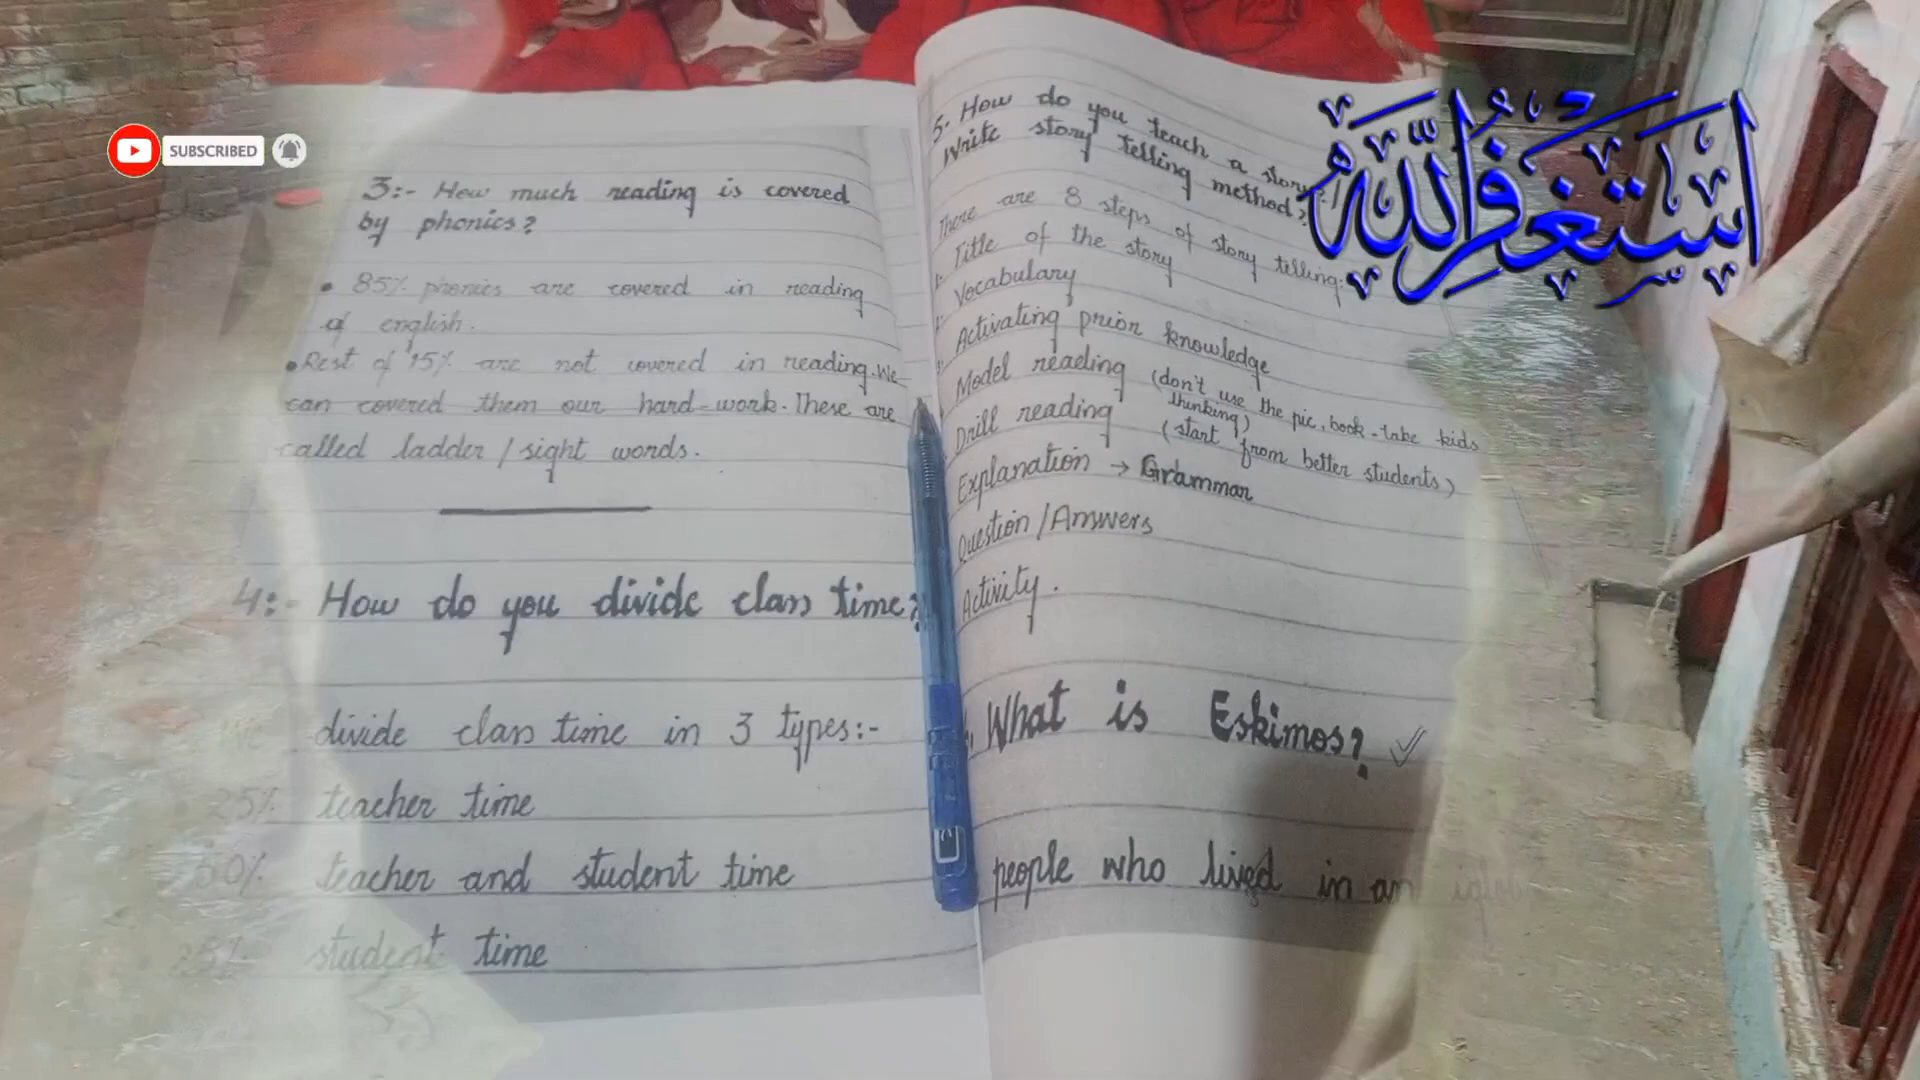 SUBSCRIBED
3:- How much reading is covered
by phonics?
• 85% phonics are covered in reading
of english.
• Rest of 15% are not covered in reading. We
can covered them our hard-work. These are
called ladder / sight words.
4:- How do you divide class time?
We divide class time in 3 types:-
25% teacher time
50% teacher and student time
25% student time
5. How do you teach a story?
Write story telling method?
There are 8 steps of story telling:
Title of the story
Vocabulary
Activating prior knowledge
Model reading (don't use the pic, book - take kids
thinking)
Drill reading (start from better students)
Explanation → Grammar
Question / Answers
Activity.
What is Eskimos?
people who lived in an
استغفر الله